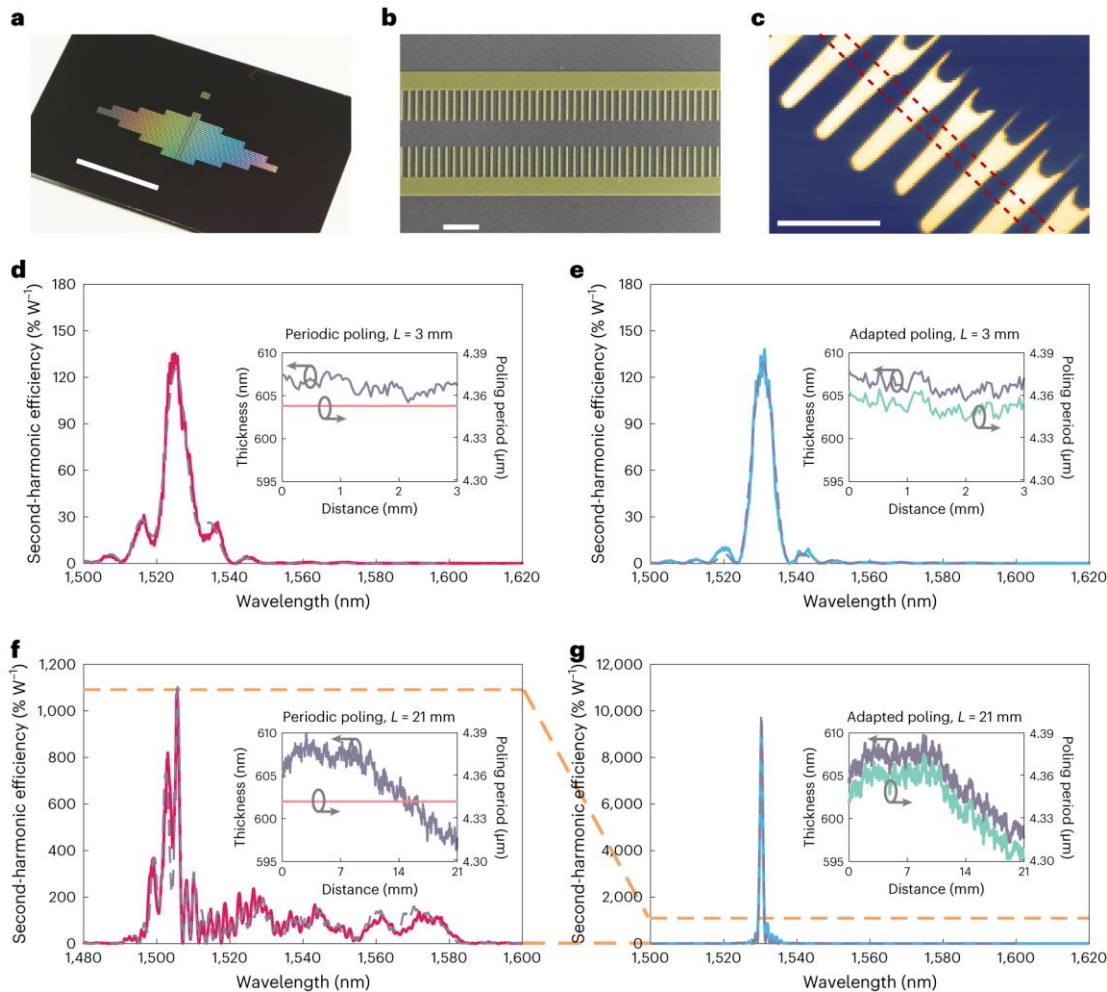 a
b
c
d
180
150
120
90
60
30
0
Second-harmonic efficiency (% W⁻¹)
1,500 1,520 1,540 1,560 1,580 1,600 1,620
Wavelength (nm)
Periodic poling, L = 3 mm
610
605
600
595
Thickness (nm)
4.39
4.36
4.33
4.30
Poling period (µm)
0 1 2 3
Distance (mm)
e
180
150
120
90
60
30
0
Second-harmonic efficiency (% W⁻¹)
1,500 1,520 1,540 1,560 1,580 1,600 1,620
Wavelength (nm)
Adapted poling, L = 3 mm
610
605
600
595
Thickness (nm)
4.39
4.36
4.33
4.30
Poling period (µm)
0 1 2 3
Distance (mm)
f
1,200
1,000
800
600
400
200
0
Second-harmonic efficiency (% W⁻¹)
1,480 1,500 1,520 1,540 1,560 1,580 1,600
Wavelength (nm)
Periodic poling, L = 21 mm
610
605
600
595
Thickness (nm)
4.39
4.36
4.33
4.30
Poling period (µm)
0 7 14 21
Distance (mm)
g
12,000
10,000
8,000
6,000
4,000
2,000
0
Second-harmonic efficiency (% W⁻¹)
1,500 1,520 1,540 1,560 1,580 1,600 1,620
Wavelength (nm)
Adapted poling, L = 21 mm
610
605
600
595
Thickness (nm)
4.39
4.36
4.33
4.30
Poling period (µm)
0 7 14 21
Distance (mm)